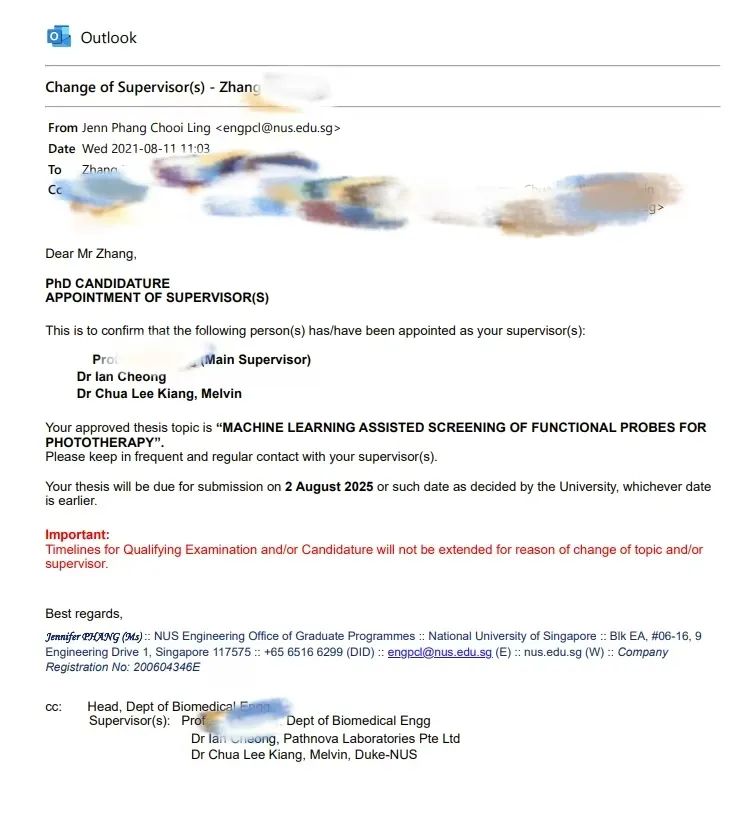 Outlook
Change of Supervisor(s) - Zhang
From Jenn Phang Chooi Ling <engpcl@nus.edu.sg>
Date Wed 2021-08-11 11:03
To Zhang
Cc
g>
Dear Mr Zhang,
PhD CANDIDATURE
APPOINTMENT OF SUPERVISOR(S)
This is to confirm that the following person(s) has/have been appointed as your supervisor(s):
(Main Supervisor)
Dr Ian Cheong
Dr Chua Lee Kiang, Melvin
Your approved thesis topic is “MACHINE LEARNING ASSISTED SCREENING OF FUNCTIONAL PROBES FOR
PHOTOTHERAPY”.
Please keep in frequent and regular contact with your supervisor(s).
Your thesis will be due for submission on 2 August 2025 or such date as decided by the University, whichever date
is earlier.
Important:
Timelines for Qualifying Examination and/or Candidature will not be extended for reason of change of topic and/or
supervisor.
Best regards,
Jennifer PHANG (Ms) :: NUS Engineering Office of Graduate Programmes :: National University of Singapore :: Blk EA, #06-16, 9
Engineering Drive 1, Singapore 117575 :: +65 6516 6299 (DID) :: engpcl@nus.edu.sg (E) :: nus.edu.sg (W) :: Company
Registration No: 200604346E
cc: Head, Dept of Biomedical Engg
Supervisor(s): Prof. Dept of Biomedical Engg
Dr Ian Cheong, Pathnova Laboratories Pte Ltd
Dr Chua Lee Kiang, Melvin, Duke-NUS